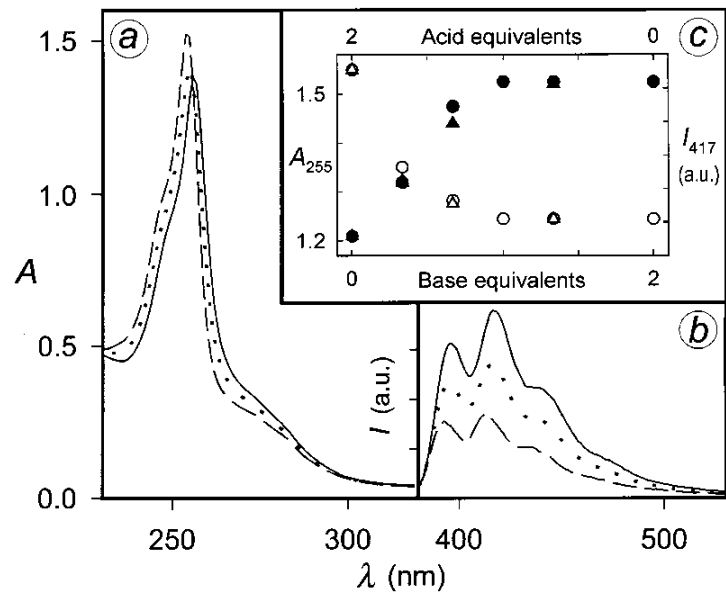 a
1.5
1.0
A
0.5
0.0
250
300
λ (nm)
2
Acid equivalents
0
c
1.5
A255
1.2
I417
(a.u.)
0
Base equivalents
2
b
I (a.u.)
400
500